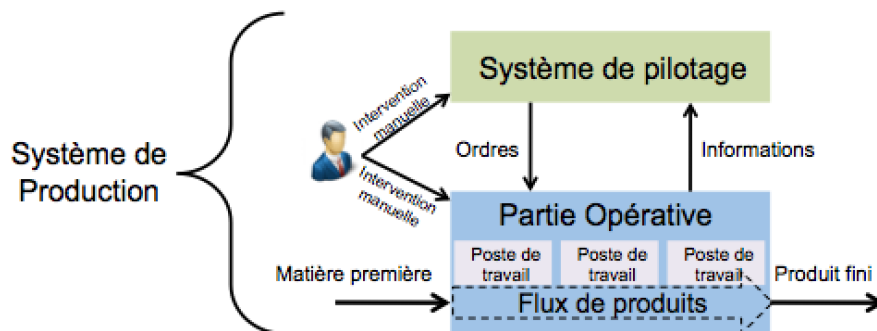 Système de pilotage
Intervention
manuelle
Ordres
Informations
Système de
Production
Intervention
manuelle
Partie Opérative
Poste de
travail
Poste de
travail
Poste de
travail
Matière première
Produit fini
Flux de produits